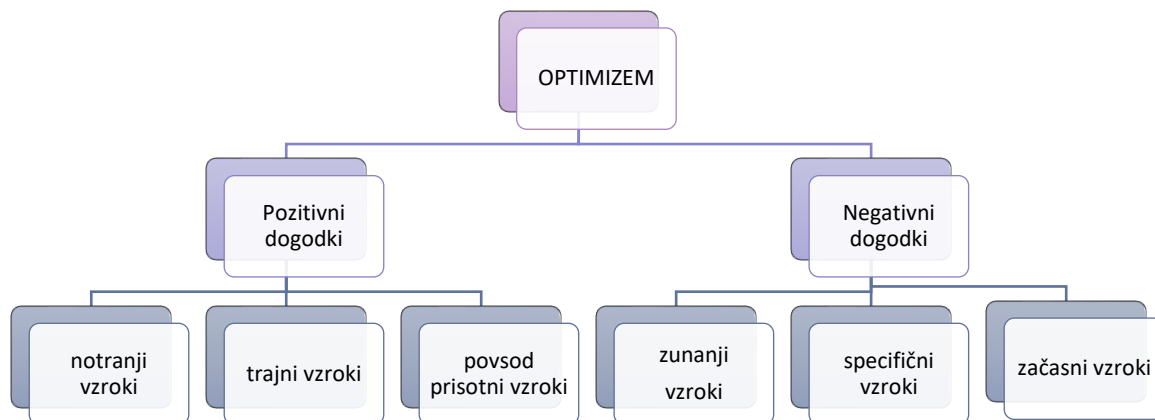 OPTIMIZEM
Pozitivni
dogodki
Negativni
dogodki
notranji
vzroki
trajni vzroki
povsod
prisotni vzroki
zunanji
vzroki
specifični
vzroki
začasni vzroki